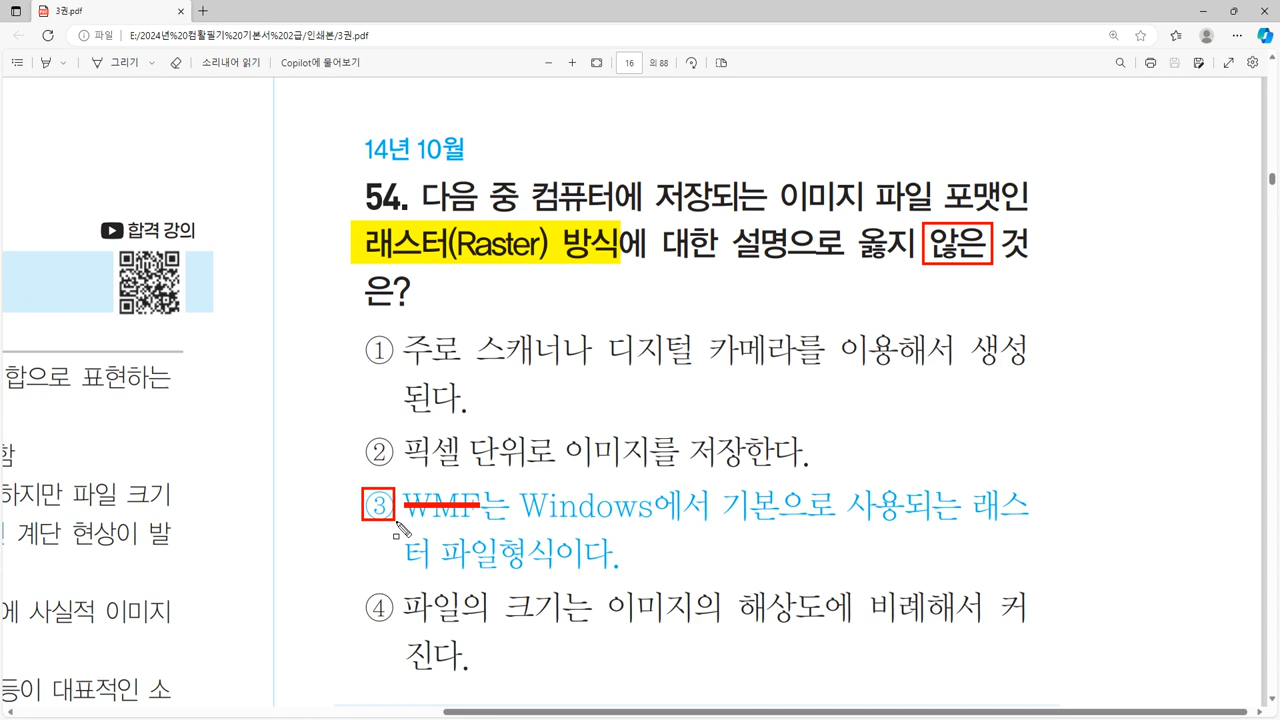 3권.pdf
파일
E:/2024년%20컴활필기%20기본서%202급/인쇄본/3권.pdf
그리기
소리내어 읽기
Copilot에 물어보기
16
의 88
14년 10월
54. 다음 중 컴퓨터에 저장되는 이미지 파일 포맷인
래스터(Raster) 방식에 대한 설명으로 옳지 않은 것
은?
① 주로 스캐너나 디지털 카메라를 이용해서 생성
된다.
② 픽셀 단위로 이미지를 저장한다.
③ WMF는 Windows에서 기본으로 사용되는 래스
터 파일형식이다.
④ 파일의 크기는 이미지의 해상도에 비례해서 커
진다.
합격 강의
합으로 표현하는
함
하지만 파일 크기
계단 현상이 발
에 사실적 이미지
등이 대표적인 소